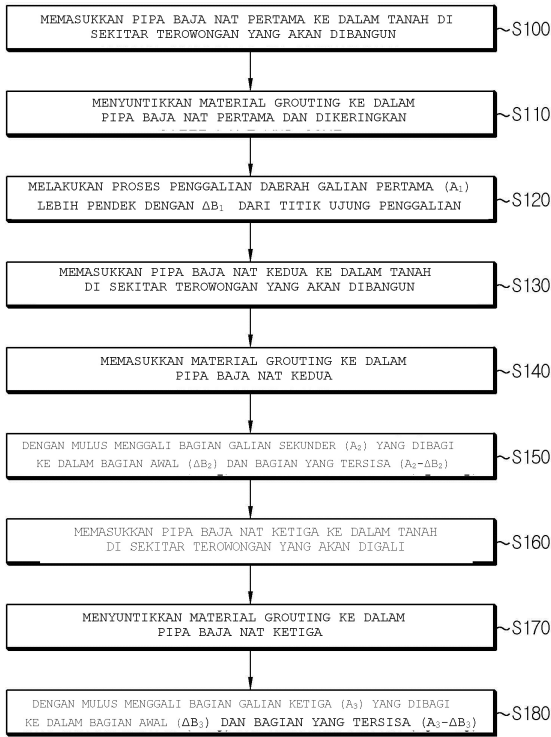 MEMASUKKAN PIPA BAJA NAT PERTAMA KE DALAM TANAH DI
SEKITAR TEROWONGAN YANG AKAN DIBANGUN
S100
MENYUNTIKKAN MATERIAL GROUTING KE DALAM
PIPA BAJA NAT PERTAMA DAN DIKERINGKAN
S110
MELAKUKAN PROSES PENGGALIAN DAERAH GALIAN PERTAMA (A₁)
LEBIH PENDEK DENGAN ΔB₁ DARI TITIK UJUNG PENGGALIAN
S120
MEMASUKKAN PIPA BAJA NAT KEDUA KE DALAM TANAH
DI SEKITAR TEROWONGAN YANG AKAN DIBANGUN
S130
MEMASUKKAN MATERIAL GROUTING KE DALAM
PIPA BAJA NAT KEDUA
S140
DENGAN MULUS MENGGALI BAGIAN GALIAN SEKUNDER (A₂) YANG DIBAGI
KE DALAM BAGIAN AWAL (ΔB₂) DAN BAGIAN YANG TERSISA (A₂-ΔB₂)
S150
MEMASUKKAN PIPA BAJA NAT KETIGA KE DALAM TANAH
DI SEKITAR TEROWONGAN YANG AKAN DIGALI
S160
MENYUNTIKKAN MATERIAL GROUTING KE DALAM
PIPA BAJA NAT KETIGA
S170
DENGAN MULUS MENGGALI BAGIAN GALIAN KETIGA (A₃) YANG DIBAGI
KE DALAM BAGIAN AWAL (ΔB₃) DAN BAGIAN YANG TERSISA (A₃-ΔB₃)
S180